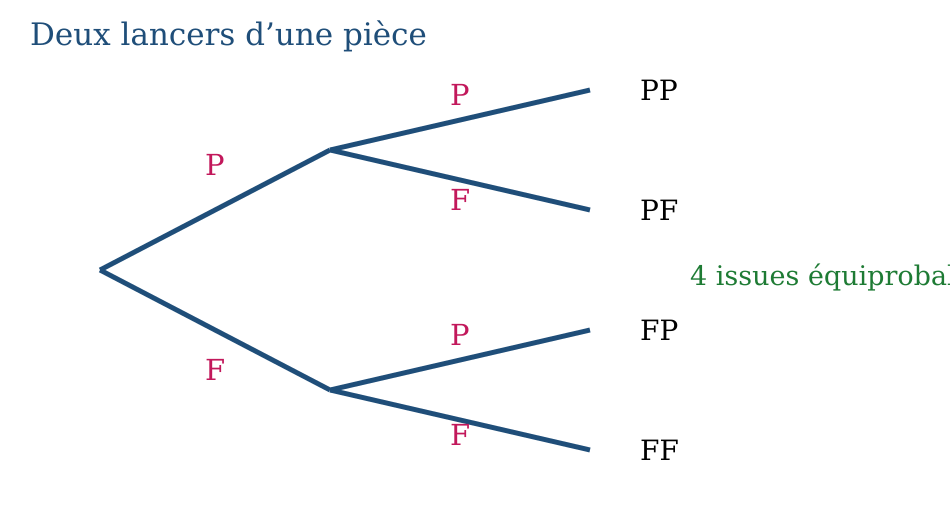 Deux lancers d’une pièce
P
PP
P
F
PF
4 issues
P
FP
F
F
FF